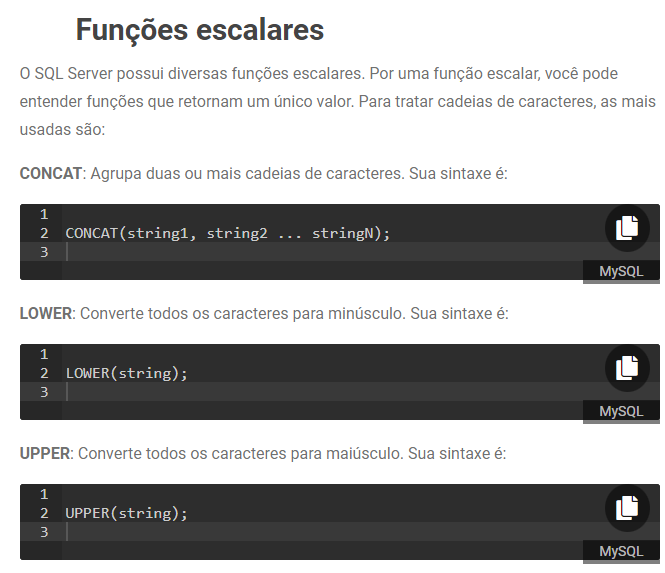 Funções escalares
O SQL Server possui diversas funções escalares. Por uma função escalar, você pode
entender funções que retornam um único valor. Para tratar cadeias de caracteres, as mais
usadas são:
CONCAT: Agrupa duas ou mais cadeias de caracteres. Sua sintaxe é:
1
2 CONCAT(string1, string2 ... stringN);
3
MySQL
LOWER: Converte todos os caracteres para minúsculo. Sua sintaxe é:
1
2 LOWER(string);
3
MySQL
UPPER: Converte todos os caracteres para maiúsculo. Sua sintaxe é:
1
2 UPPER(string);
3
MySQL